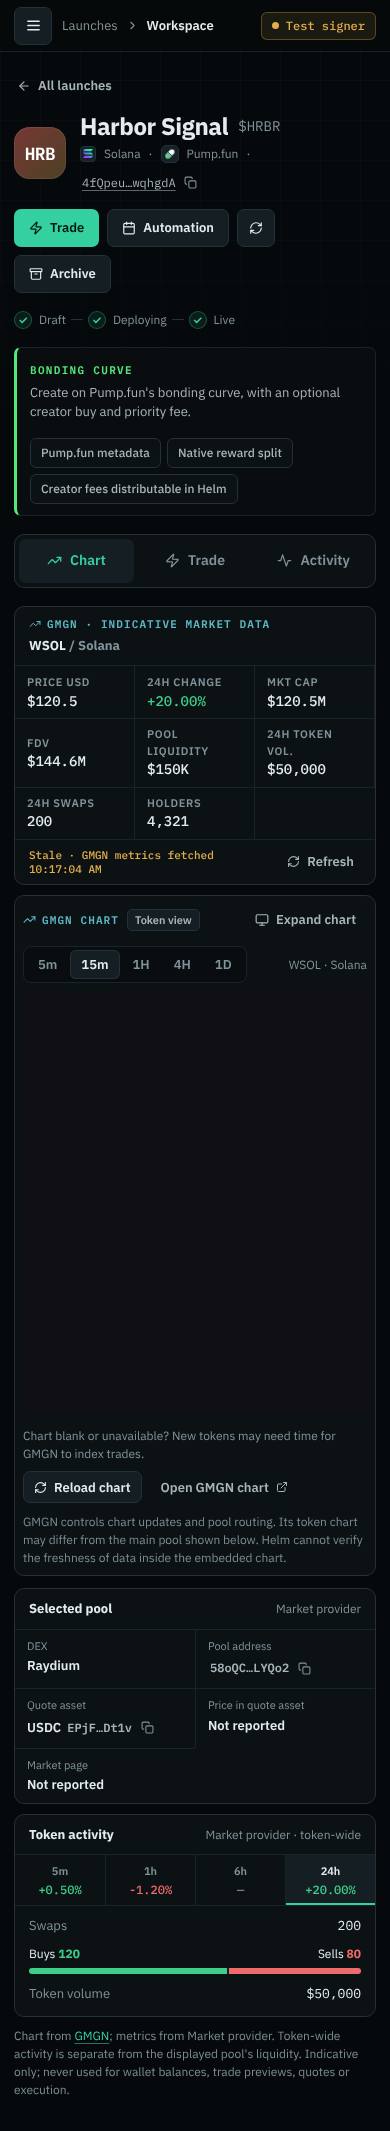 Launches > Workspace
Test signer
All launches
HRB
Harbor Signal $HRBR
Solana · Pump.fun ·
4fQpeu…wqhgdA
Trade
Automation
Archive
Draft — Deploying — Live
BONDING CURVE
Create on Pump.fun's bonding curve, with an optional
creator buy and priority fee.
Pump.fun metadata
Native reward split
Creator fees distributable in Helm
Chart
Trade
Activity
GMGN · INDICATIVE MARKET DATA
WSOL / Solana
PRICE USD
$120.5
24H CHANGE
+20.00%
MKT CAP
$120.5M
FDV
$144.6M
POOL
LIQUIDITY
$150K
24H TOKEN
VOL.
$50,000
24H SWAPS
200
HOLDERS
4,321
Stale · GMGN metrics fetched
10:17:04 AM
Refresh
GMGN CHART
Token view
Expand chart
5m 15m 1H 4H 1D
WSOL · Solana
Chart blank or unavailable? New tokens may need time for
GMGN to index trades.
Reload chart
Open GMGN chart
GMGN controls chart updates and pool routing. Its token chart
may differ from the main pool shown below. Helm cannot verify
the freshness of data inside the embedded chart.
Selected pool
Market provider
DEX
Raydium
Pool address
58oQC…LYQo2
Quote asset
USDC EPjF…Dt1v
Price in quote asset
Not reported
Market page
Not reported
Token activity
Market provider · token-wide
5m
+0.50%
1h
-1.20%
6h
—
24h
+20.00%
Swaps 200
Buys 120 Sells 80
Token volume $50,000
Chart from GMGN; metrics from Market provider. Token-wide
activity is separate from the displayed pool's liquidity. Indicative
only; never used for wallet balances, trade previews, quotes or
execution.